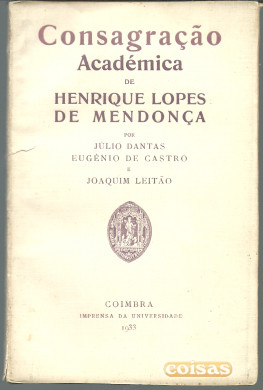 Consagração
Académica
DE
HENRIQUE LOPES
DE MENDONÇA
POR
JÚLIO DANTAS
EUGÉNIO DE CASTRO
E
JOAQUIM LEITÃO
COIMBRA
IMPRENSA DA UNIVERSIDADE
1933
coisas